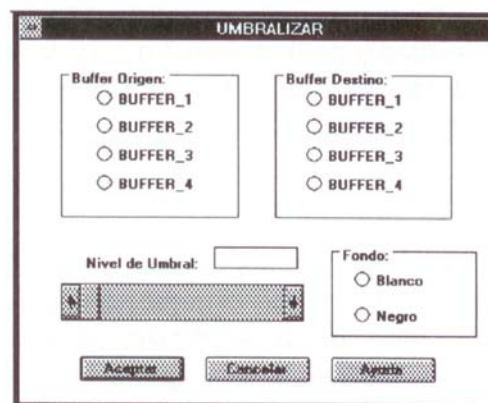 UMBRALIZAR
Buffer Origen:
BUFFER_1
BUFFER_2
BUFFER_3
BUFFER_4
Buffer Destino:
BUFFER_1
BUFFER_2
BUFFER_3
BUFFER_4
Nivel de Umbral:
Fondo:
Blanco
Negro
Aceptar Cancelar Ayuda